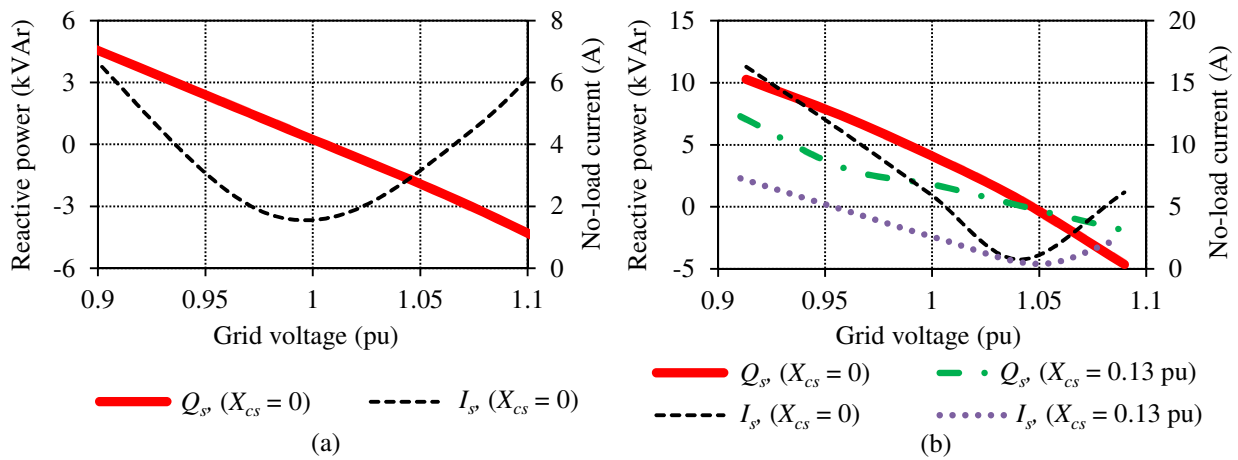 6
3
0
-3
-6
Reactive power (kVAr)
8
6
4
2
0
No-load current (A)
0.9 0.95 1 1.05 1.1
Grid voltage (pu)
Qs, (Xcs = 0) Is, (Xcs = 0)
(a)
15
10
5
0
-5
Reactive power (kVAr)
20
15
10
5
0
No-load current (A)
0.9 0.95 1 1.05 1.1
Grid voltage (pu)
Qs, (Xcs = 0) Qs, (Xcs = 0.13 pu)
Is, (Xcs = 0) Is, (Xcs = 0.13 pu)
(b)